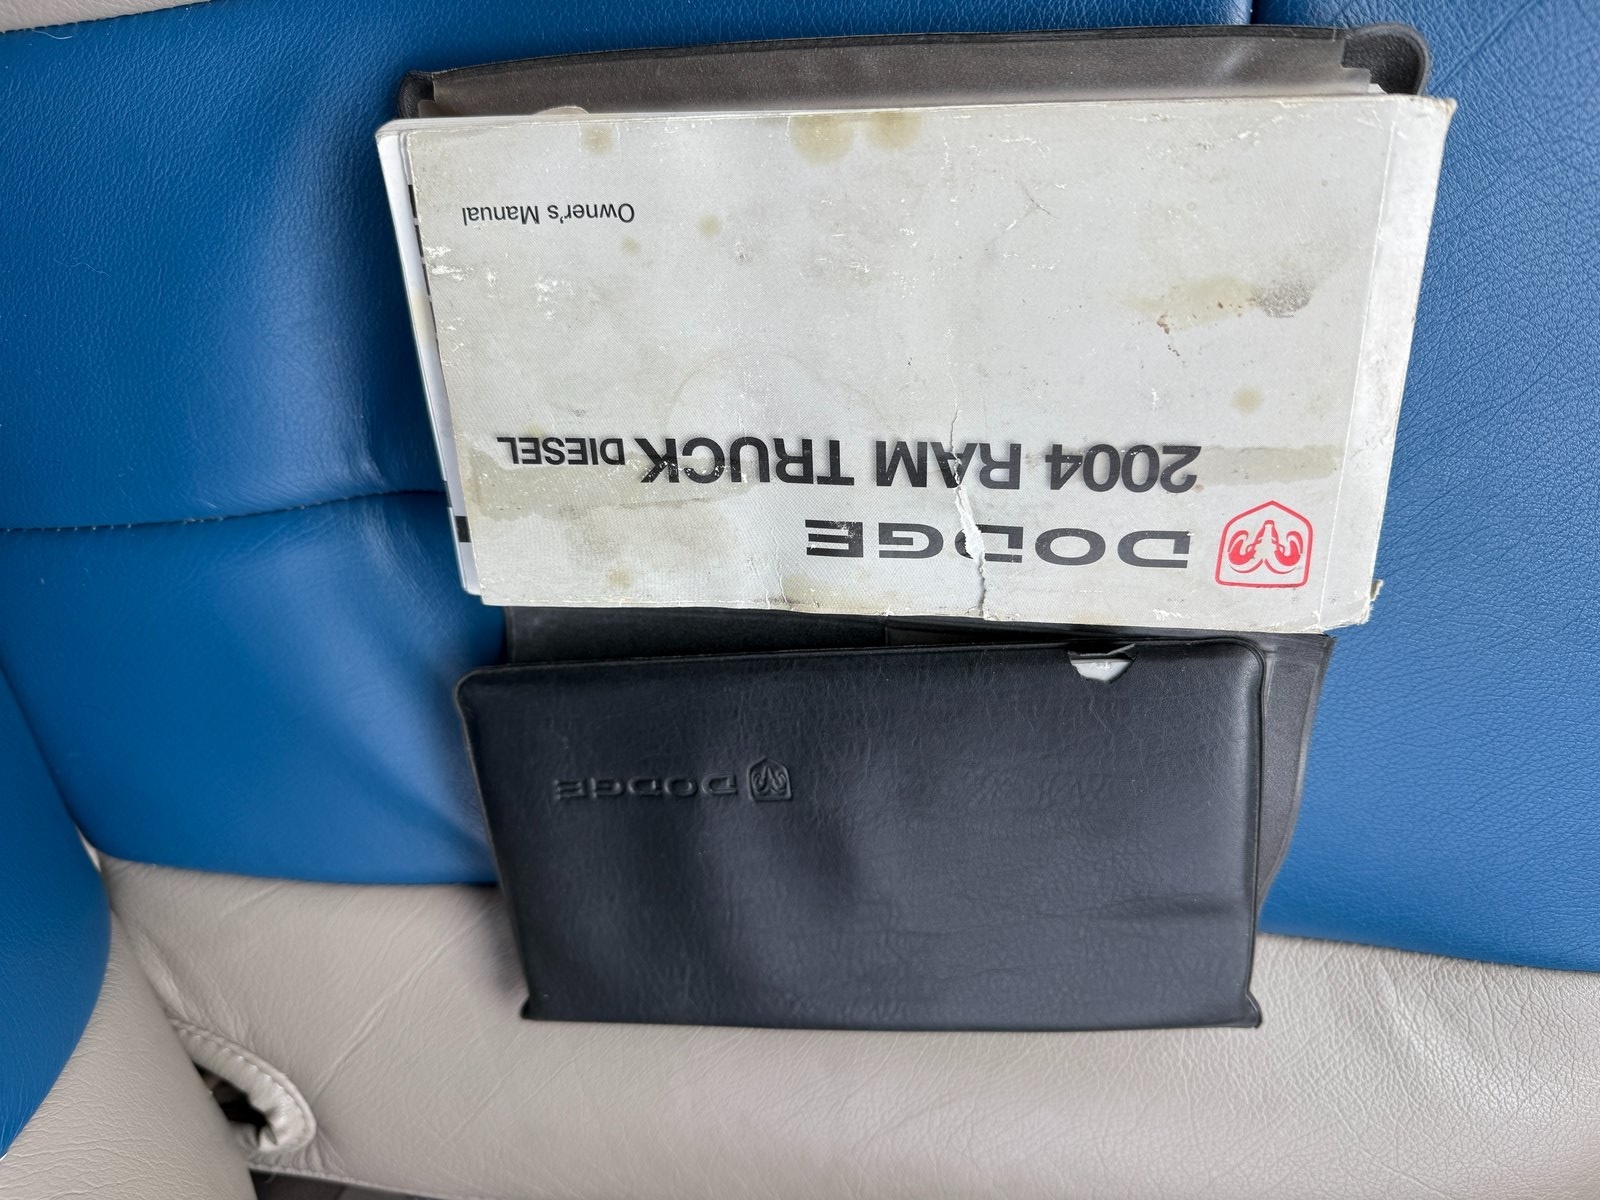 DODGE
2004 RAM TRUCK DIESEL
Owner's Manual
DODGE